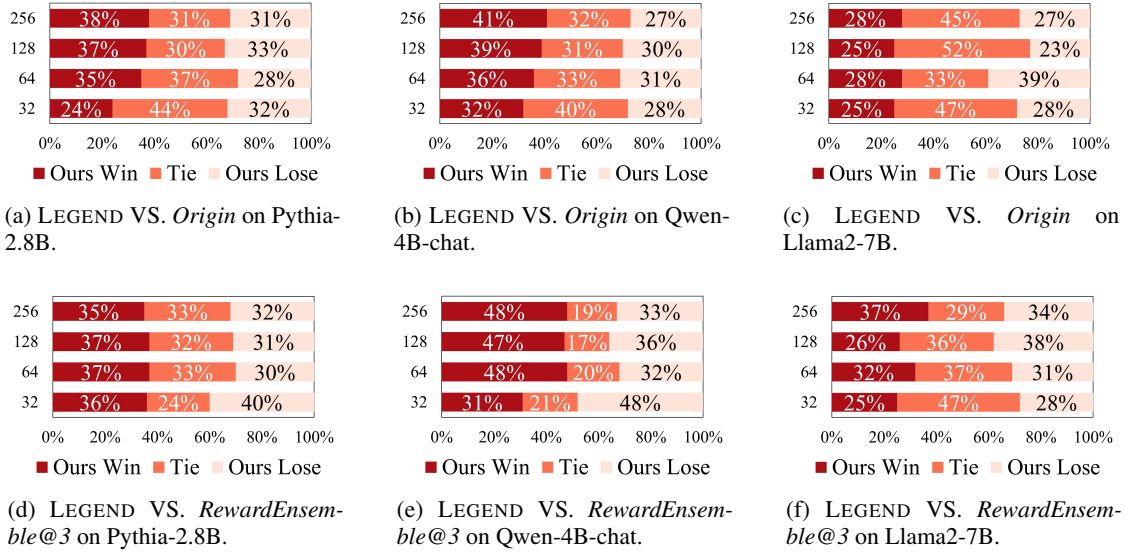 256 38% 31% 31%
128 37% 30% 33%
64 35% 37% 28%
32 24% 44% 32%
0% 20% 40% 60% 80% 100%
Ours Win Tie Ours Lose
(a) LEGEND VS. Origin on Pythia-
2.8B.
256 41% 32% 27%
128 39% 31% 30%
64 36% 33% 31%
32 32% 40% 28%
0% 20% 40% 60% 80% 100%
Ours Win Tie Ours Lose
(b) LEGEND VS. Origin on Qwen-
4B-chat.
256 28% 45% 27%
128 25% 52% 23%
64 28% 33% 39%
32 25% 47% 28%
0% 20% 40% 60% 80% 100%
Ours Win Tie Ours Lose
(c) LEGEND VS. Origin on
Llama2-7B.
256 35% 33% 32%
128 37% 32% 31%
64 37% 33% 30%
32 36% 24% 40%
0% 20% 40% 60% 80% 100%
Ours Win Tie Ours Lose
(d) LEGEND VS. RewardEnsem-
ble@3 on Pythia-2.8B.
256 48% 19% 33%
128 47% 17% 36%
64 48% 20% 32%
32 31% 21% 48%
0% 20% 40% 60% 80% 100%
Ours Win Tie Ours Lose
(e) LEGEND VS. RewardEnsem-
ble@3 on Qwen-4B-chat.
256 37% 29% 34%
128 26% 36% 38%
64 32% 37% 31%
32 25% 47% 28%
0% 20% 40% 60% 80% 100%
Ours Win Tie Ours Lose
(f) LEGEND VS. RewardEnsem-
ble@3 on Llama2-7B.